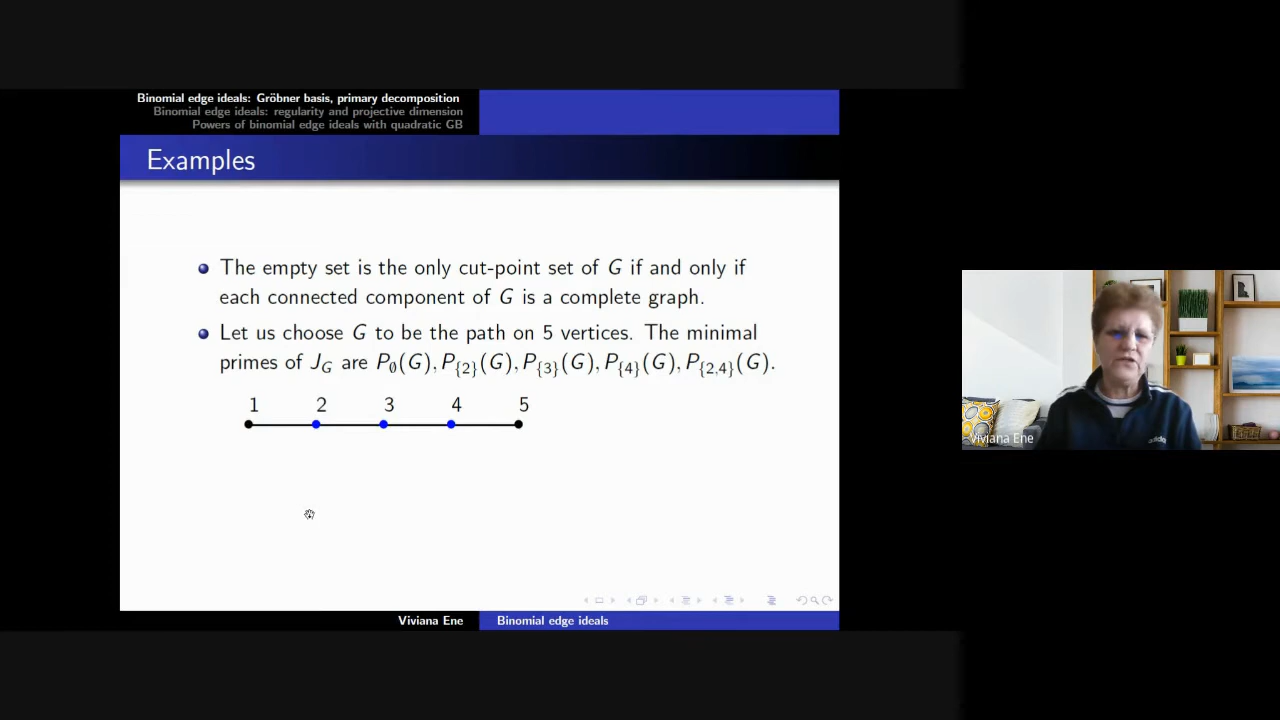 Binomial edge ideals: Gröbner basis, primary decomposition
Binomial edge ideals: regularity and projective dimension
Powers of binomial edge ideals with quadratic GB
Examples
The empty set is the only cut-point set of G if and only if
each connected component of G is a complete graph.
Let us choose G to be the path on 5 vertices. The minimal
primes of J_G are P_∅(G), P_{2}(G), P_{3}(G), P_{4}(G), P_{2,4}(G).
1 2 3 4 5
Viviana Ene
adidas
Viviana Ene Binomial edge ideals